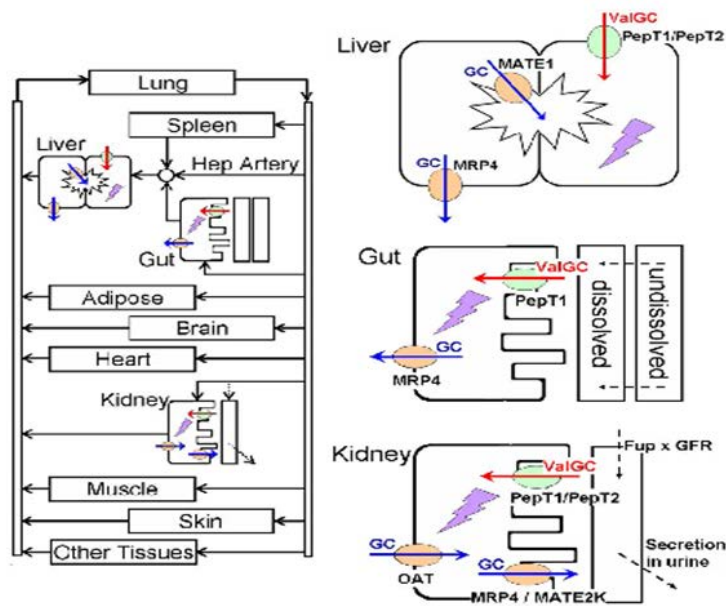 Lung
Spleen
Liver
Hep Artery
Gut
Adipose
Brain
Heart
Kidney
Muscle
Skin
Other Tissues
Liver
ValGC
PepT1/PepT2
MATE1
GC
GC
MRP4
Gut
ValGC
PepT1
GC
MRP4
dissolved
undissolved
Kidney
Fup x GFR
ValGC
PepT1/PepT2
GC
OAT
GC
MRP4 / MATE2K
Secretion
in urine